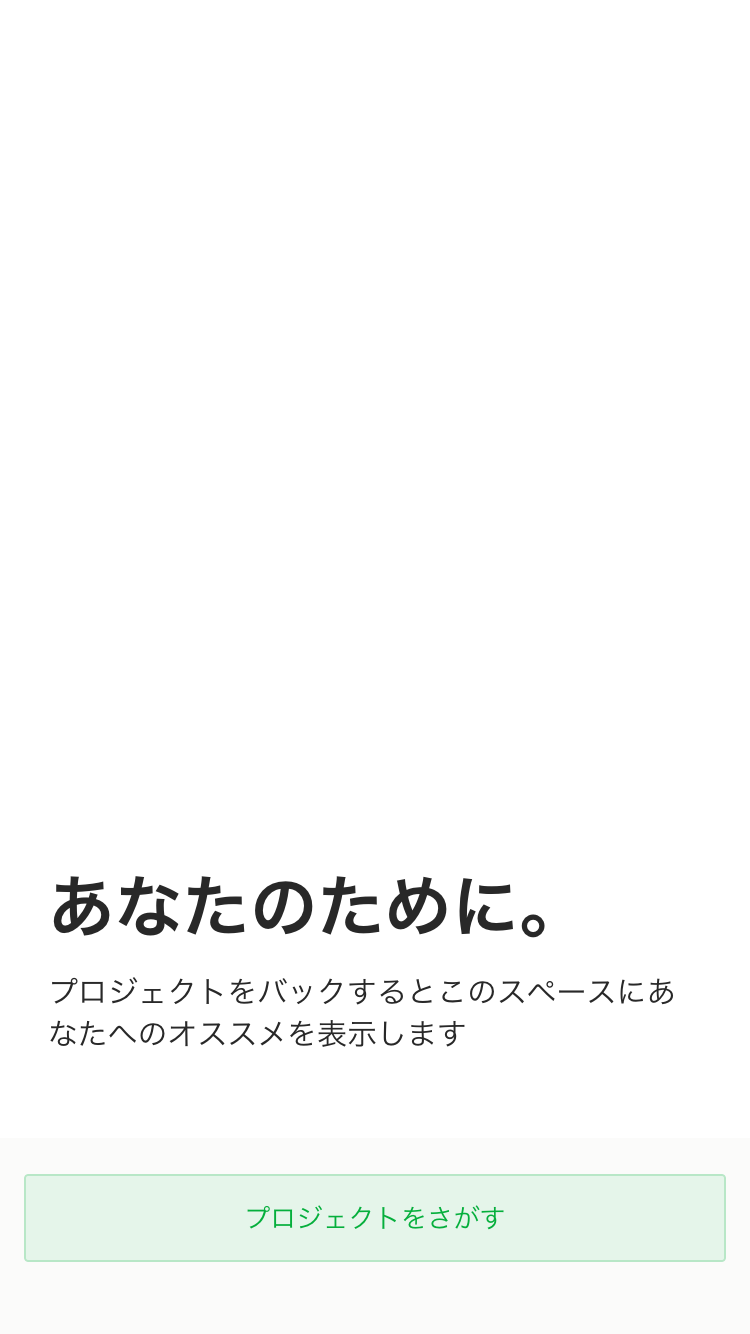 あなたのために。
プロジェクトをバックするとこのスペースにあ
なたへのオススメを表示します
プロジェクトをさがす